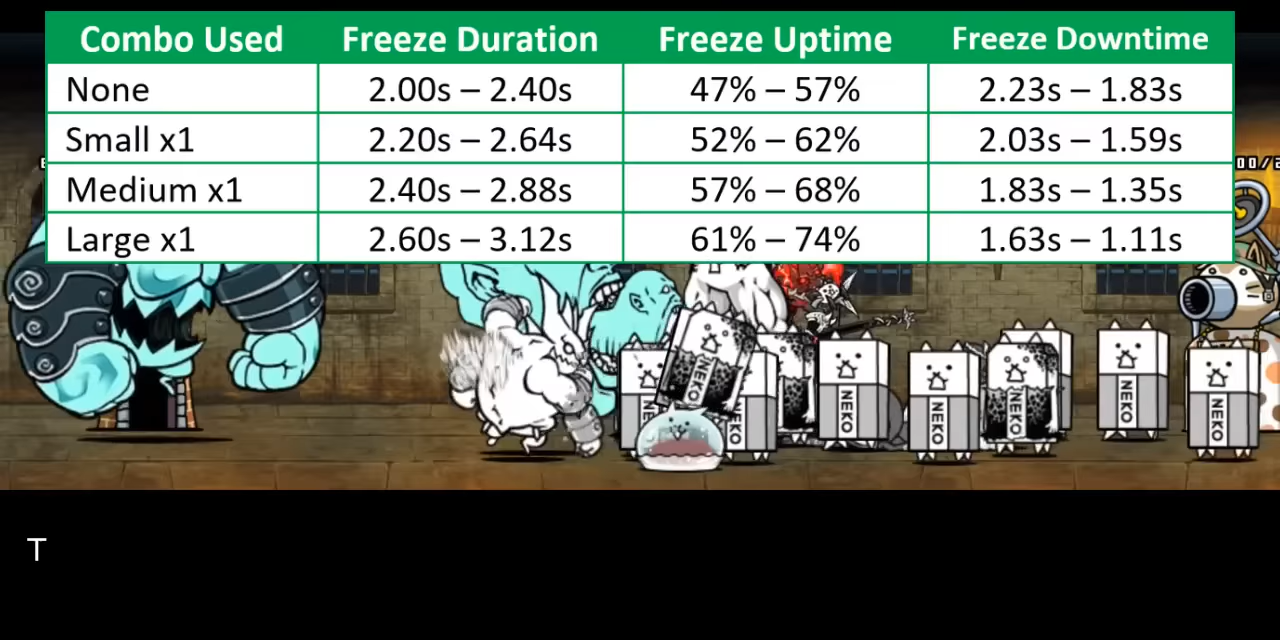 Combo Used Freeze Duration Freeze Uptime Freeze Downtime
None 2.00s – 2.40s 47% – 57% 2.23s – 1.83s
Small x1 2.20s – 2.64s 52% – 62% 2.03s – 1.59s
Medium x1 2.40s – 2.88s 57% – 68% 1.83s – 1.35s
Large x1 2.60s – 3.12s 61% – 74% 1.63s – 1.11s
NEKO
NEKO
NEKO
NEKO
NEKO
NEKO
NEKO
T